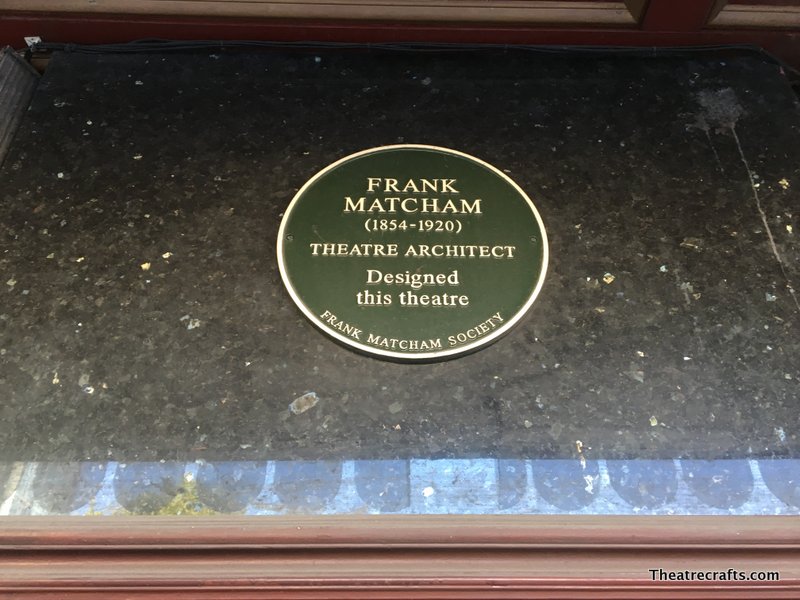 FRANK
MATCHAM
(1854-1920)
THEATRE ARCHITECT
Designed
this theatre
FRANK MATCHAM SOCIETY
Theatrecrafts.com